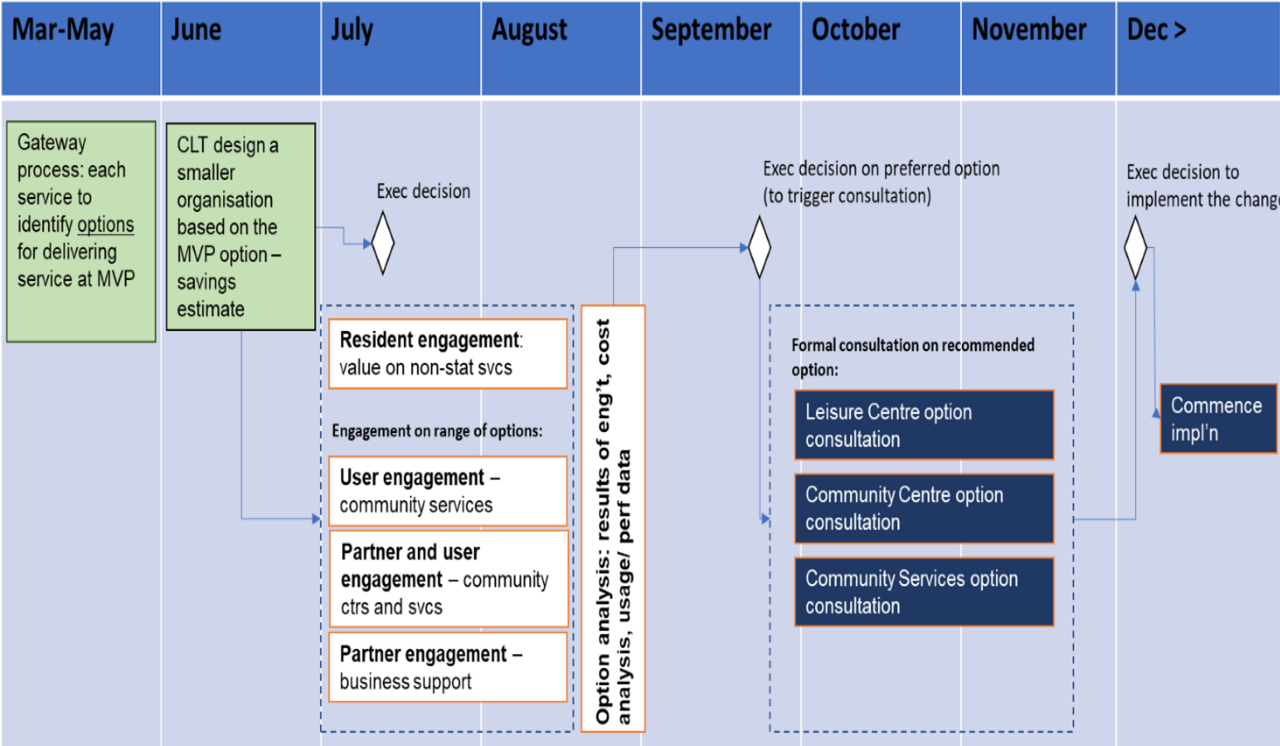 Mar-May
June
July
August
September
October
November
Dec >
Gateway
process: each
service to
identify options
for delivering
service at MVP
CLT design a
smaller
organisation
based on the
MVP option –
savings
estimate
Exec decision
Resident engagement:
value on non-stat svcs
Engagement on range of options:
User engagement –
community services
Partner and user
engagement – community
ctrs and svcs
Partner engagement –
business support
Option analysis: results of eng't, cost
analysis, usage/ perf data
Exec decision on preferred option
(to trigger consultation)
Formal consultation on recommended
option:
Leisure Centre option
consultation
Community Centre option
consultation
Community Services option
consultation
Exec decision to
implement the change
Commence
impl'n